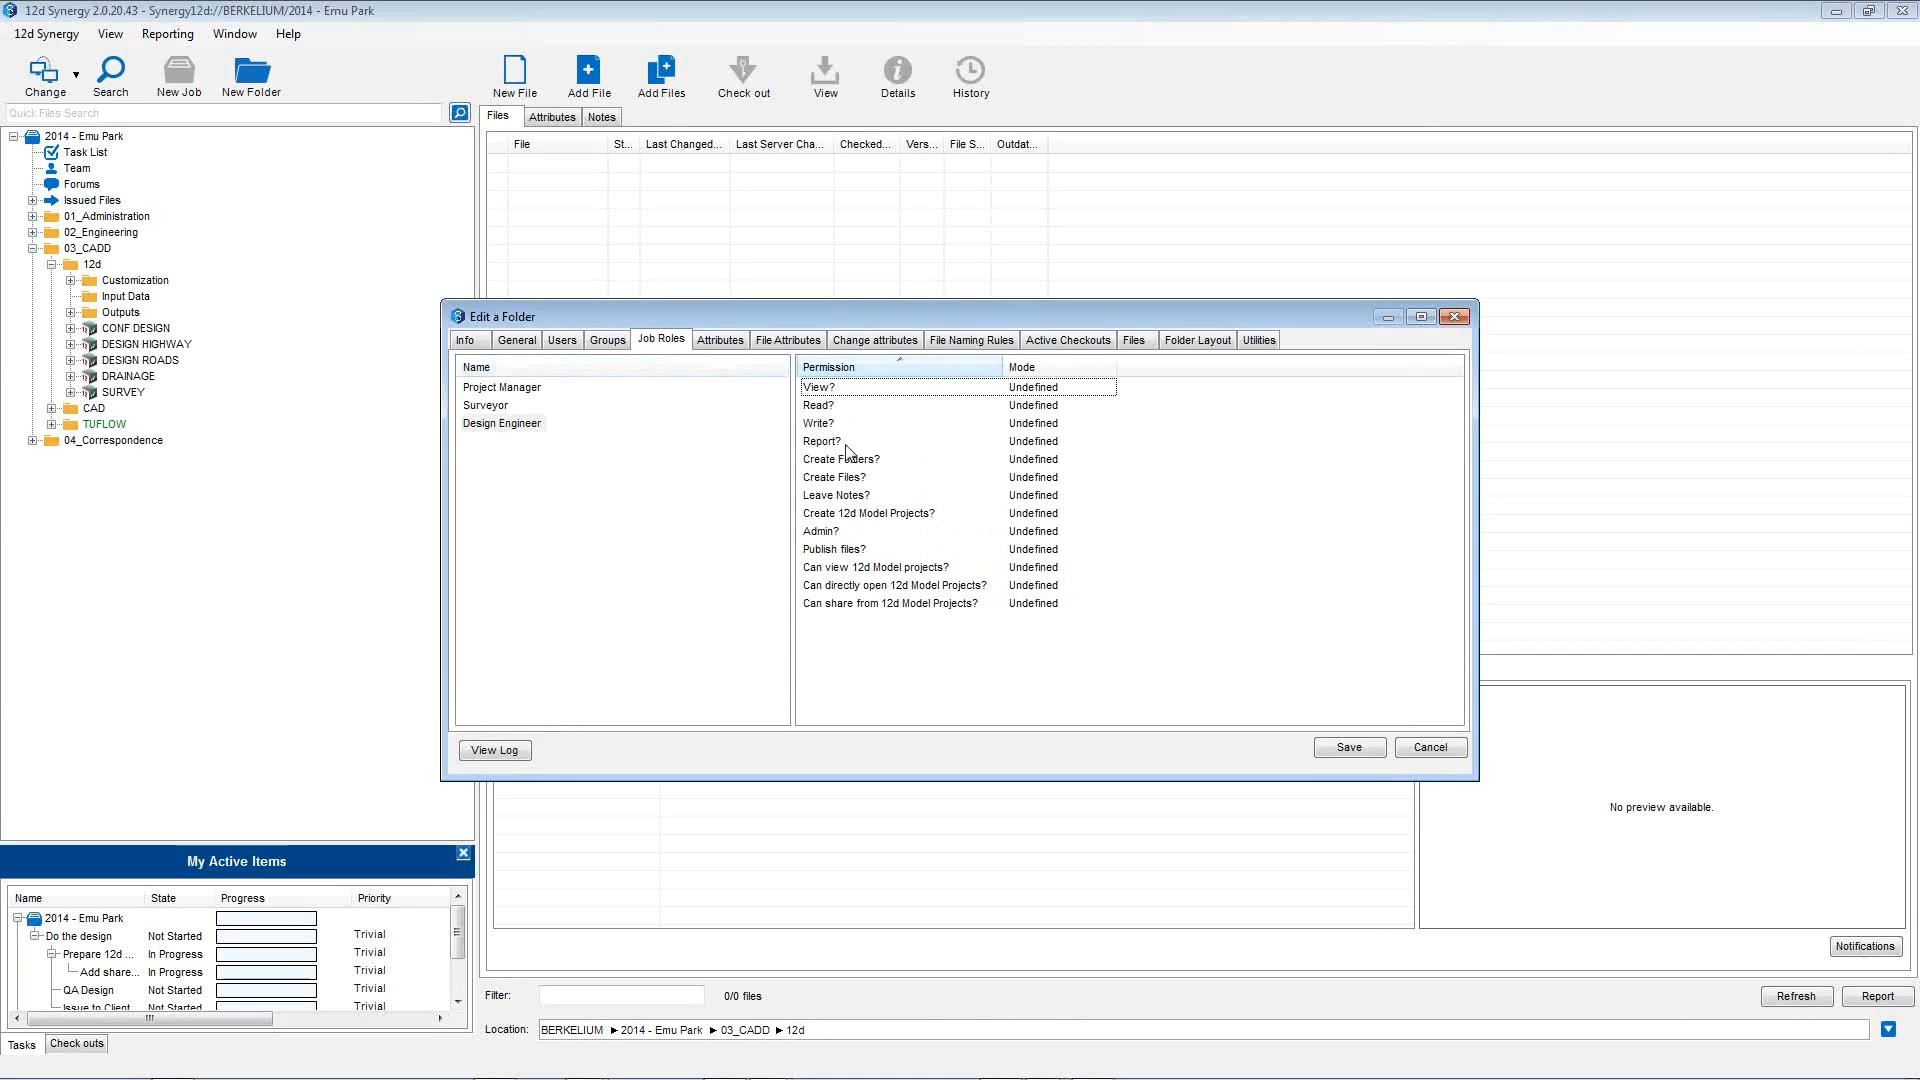 12d Synergy 2.0.20.43 - Synergy12d://BERKELIUM/2014 - Emu Park
12d Synergy View Reporting Window Help
Change Search New Job New Folder
New File Add File Add Files Check out View Details History
Quick Files Search
Files Attributes Notes
File St... Last Changed... Last Server Cha... Checked... Vers... File S... Outdat...
2014 - Emu Park
Task List
Team
Forums
Issued Files
01_Administration
02_Engineering
03_CADD
12d
Customization
Input Data
Outputs
CONF DESIGN
DESIGN HIGHWAY
DESIGN ROADS
DRAINAGE
SURVEY
CAD
TUFLOW
04_Correspondence
Edit a Folder
Info General Users Groups Job Roles Attributes File Attributes Change attributes File Naming Rules Active Checkouts Files Folder Layout Utilities
Name
Project Manager
Surveyor
Design Engineer
Permission Mode
View? Undefined
Read? Undefined
Write? Undefined
Report? Undefined
Create Folders? Undefined
Create Files? Undefined
Leave Notes? Undefined
Create 12d Model Projects? Undefined
Admin? Undefined
Publish files? Undefined
Can view 12d Model projects? Undefined
Can directly open 12d Model Projects? Undefined
Can share from 12d Model Projects? Undefined
View Log Save Cancel
No preview available.
Notifications
My Active Items
Name State Progress Priority
2014 - Emu Park
Do the design Not Started Trivial
Prepare 12d ... In Progress Trivial
Add share... In Progress Trivial
QA Design Not Started Trivial
Issue to Client Not Started Trivial
Tasks Check outs
Filter: 0/0 files Refresh Report
Location: BERKELIUM 2014 - Emu Park 03_CADD 12d